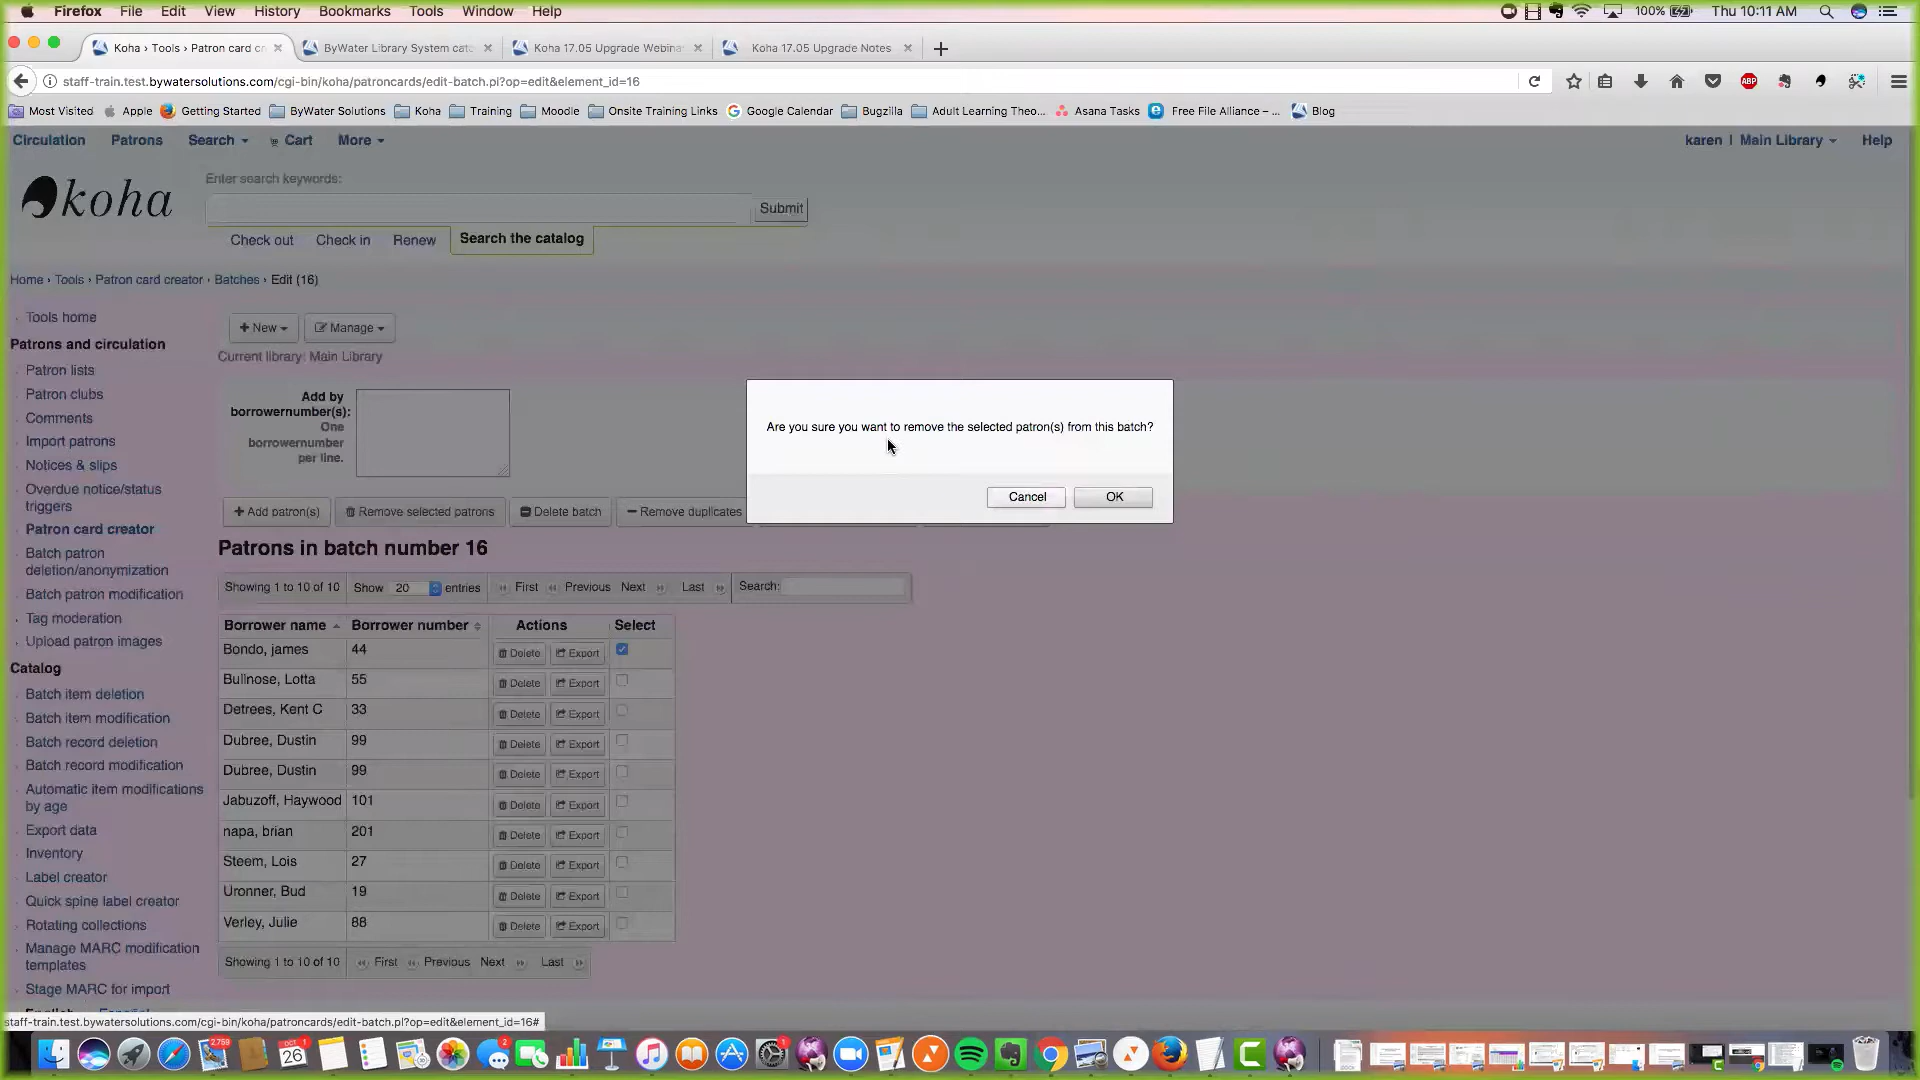 Firefox File Edit View History Bookmarks Tools Window Help 100% Thu 10:11 AM
Koha › Tools › Patron card cr ByWater Library System cata Koha 17.05 Upgrade Webina Koha 17.05 Upgrade Notes
staff-train.test.bywatersolutions.com/cgi-bin/koha/patroncards/edit-batch.pl?op=edit&element_id=16
Most Visited Apple Getting Started ByWater Solutions Koha Training Moodle Onsite Training Links Google Calendar Bugzilla Adult Learning Theo... Asana Tasks Free File Alliance – ... Blog
Circulation Patrons Search Cart More karen | Main Library Help
koha
Enter search keywords:
Submit
Check out Check in Renew Search the catalog
Home › Tools › Patron card creator › Batches › Edit (16)
Tools home
Patrons and circulation
Patron lists
Patron clubs
Comments
Import patrons
Notices & slips
Overdue notice/status
triggers
Patron card creator
Batch patron
deletion/anonymization
Batch patron modification
Tag moderation
Upload patron images
Catalog
Batch item deletion
Batch item modification
Batch record deletion
Batch record modification
Automatic item modifications
by age
Export data
Inventory
Label creator
Quick spine label creator
Rotating collections
Manage MARC modification
templates
Stage MARC for import
+ New Manage
Current library: Main Library
Add by
borrowernumber(s):
One
borrowernumber
per line.
Are you sure you want to remove the selected patron(s) from this batch?
Cancel OK
+ Add patron(s) Remove selected patrons Delete batch Remove duplicates
Patrons in batch number 16
Showing 1 to 10 of 10 Show 20 entries First Previous Next Last Search:
Borrower name Borrower number Actions Select
Bondo, james 44 Delete Export
Bullnose, Lotta 55 Delete Export
Detrees, Kent C 33 Delete Export
Dubree, Dustin 99 Delete Export
Dubree, Dustin 99 Delete Export
Jabuzoff, Haywood 101 Delete Export
napa, brian 201 Delete Export
Steem, Lois 27 Delete Export
Uronner, Bud 19 Delete Export
Verley, Julie 88 Delete Export
Showing 1 to 10 of 10 First Previous Next Last
staff-train.test.bywatersolutions.com/cgi-bin/koha/patroncards/edit-batch.pl?op=edit&element_id=16#
2,759 OCT 26 2 1